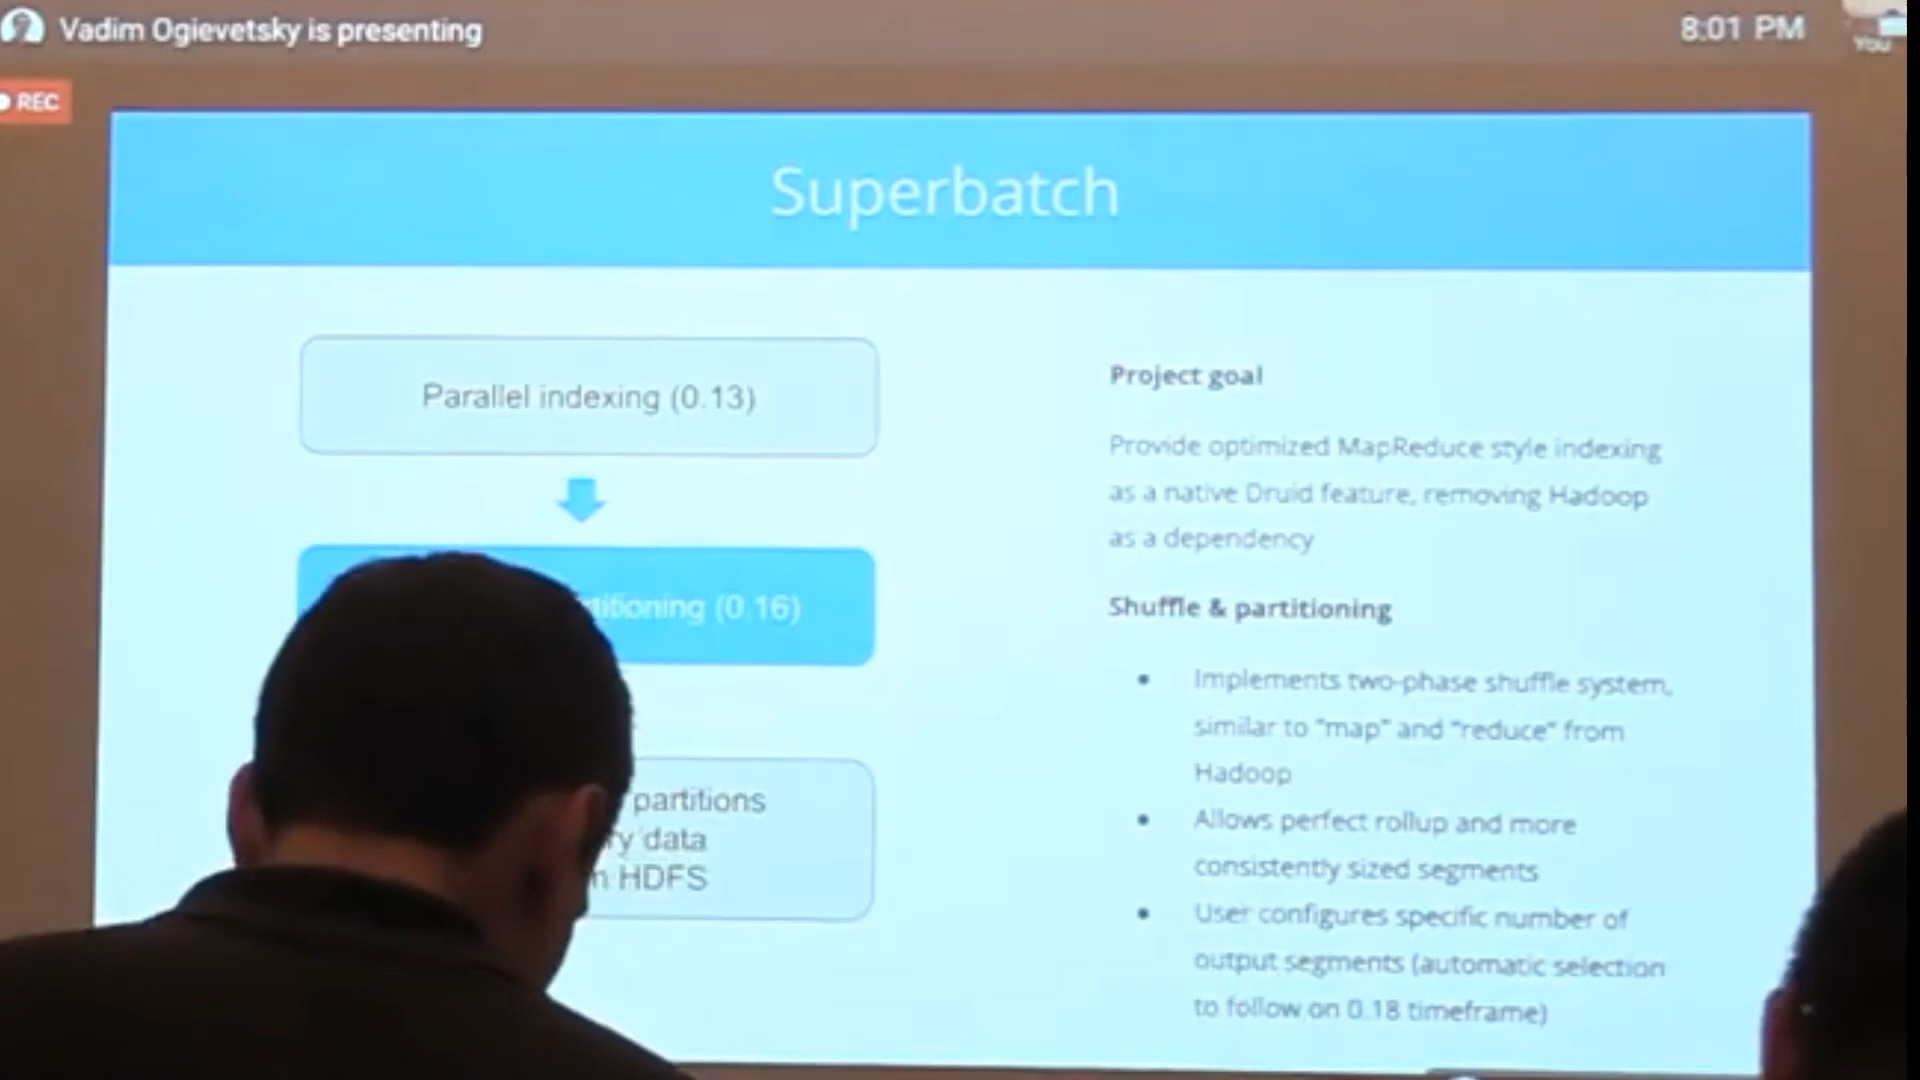 Vadim Ogievetsky is presenting
8:01 PM
You
REC
Superbatch
Parallel indexing (0.13)
(0.16)
partitions
data
HDFS
Project goal
Provide optimized MapReduce style indexing
as a native Druid feature, removing Hadoop
as a dependency
Shuffle & partitioning
• Implements two-phase shuffle system,
similar to "map" and "reduce" from
Hadoop
• Allows perfect rollup and more
consistently sized segments
• User configures specific number of
output segments (automatic selection
to follow on 0.18 timeframe)